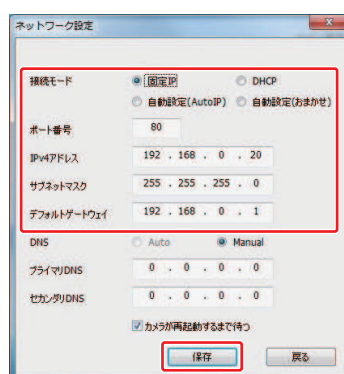 ネットワーク設定
接続モード 固定IP DHCP
自動設定(AutoIP) 自動設定(おまかせ)
ポート番号 80
IPv4アドレス 192 . 168 . 0 . 20
サブネットマスク 255 . 255 . 255 . 0
デフォルトゲートウェイ 192 . 168 . 0 . 1
DNS Auto Manual
プライマリDNS 0 . 0 . 0 . 0
セカンダリDNS 0 . 0 . 0 . 0
カメラが再起動するまで待つ
保存 戻る